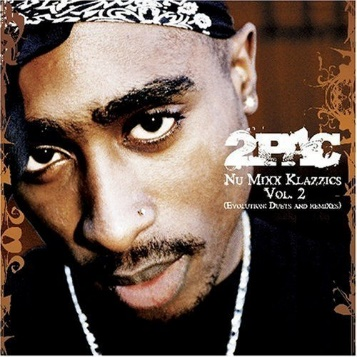 2PAC
NU MIXX KLAZZICS
VOL. 2
(EVOLUTION: DUETS AND REMIXES)